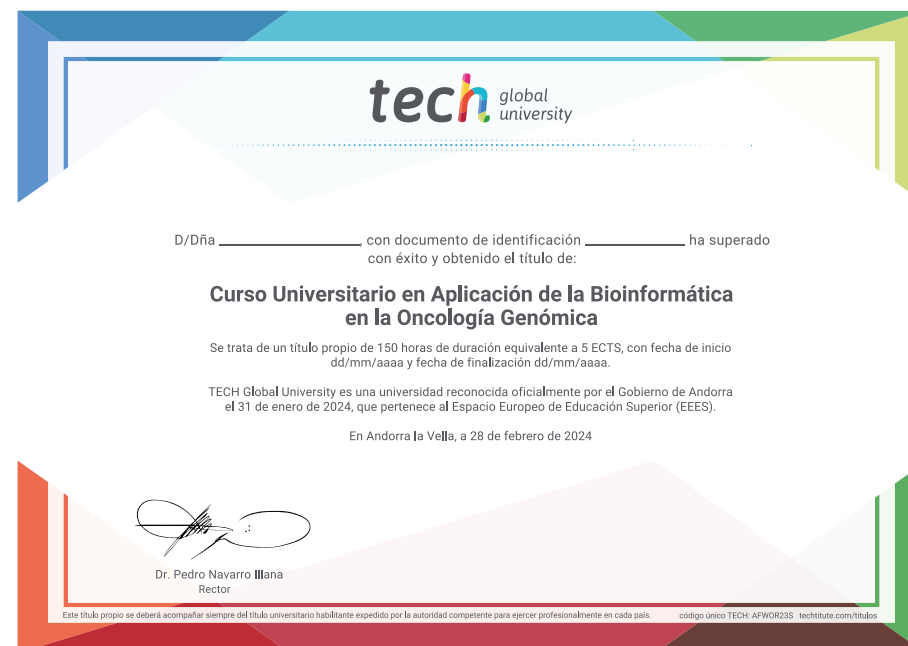 tech global
university
D/Dña ______________, con documento de identificación ____________ ha superado
con éxito y obtenido el título de:
Curso Universitario en Aplicación de la Bioinformática
en la Oncología Genómica
Se trata de un título propio de 150 horas de duración equivalente a 5 ECTS, con fecha de inicio
dd/mm/aaaa y fecha de finalización dd/mm/aaaa.
TECH Global University es una universidad reconocida oficialmente por el Gobierno de Andorra
el 31 de enero de 2024, que pertenece al Espacio Europeo de Educación Superior (EEES).
En Andorra la Vella, a 28 de febrero de 2024
Dr. Pedro Navarro Illana
Rector
Este título propio se deberá acompañar siempre del título universitario habilitante expedido por la autoridad competente para ejercer profesionalmente en cada país. código único TECH: AFWOR23S techtitute.com/títulos